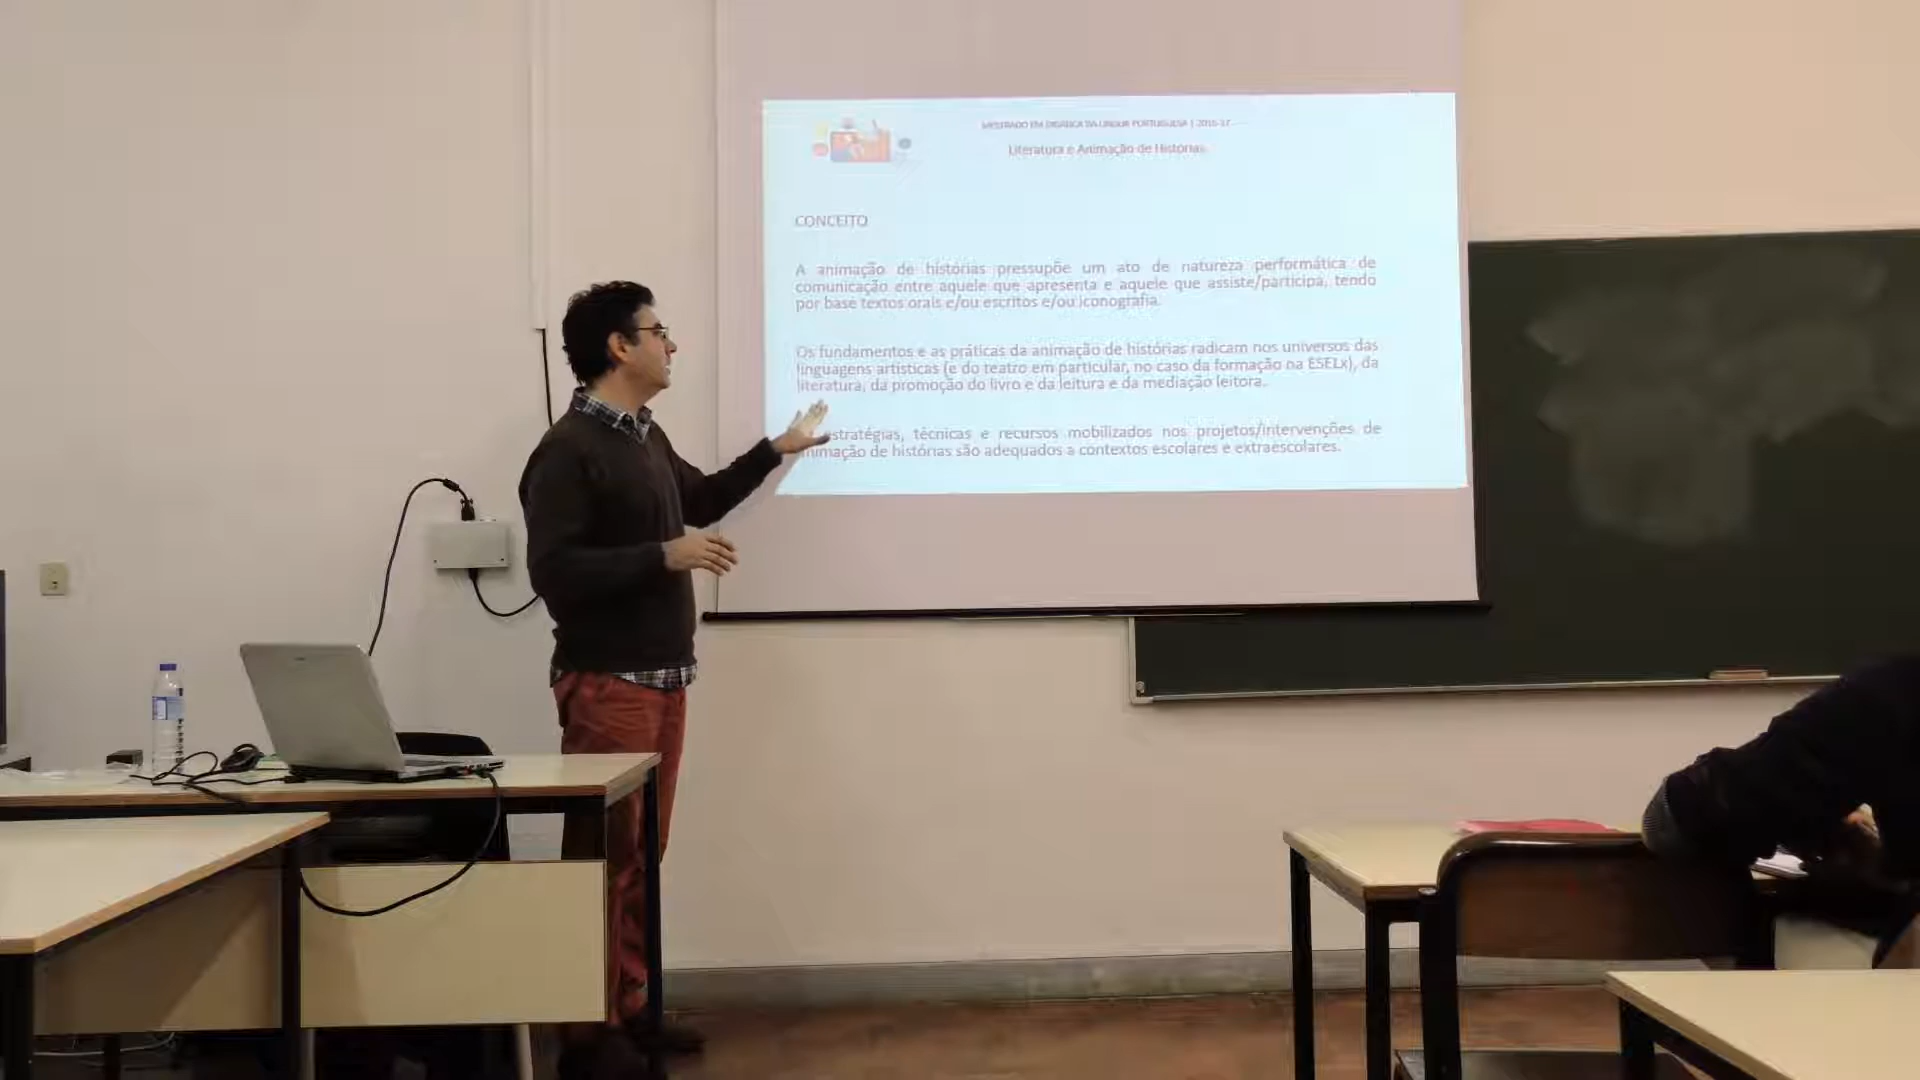 MESTRADO EM DIDÁTICA DA LÍNGUA PORTUGUESA | 2016-17
Literatura e Animação de Histórias
CONCEITO
A animação de histórias pressupõe um ato de natureza performática de
comunicação entre aquele que apresenta e aquele que assiste/participa, tendo
por base textos orais e/ou escritos e/ou iconografia.
Os fundamentos e as práticas da animação de histórias radicam nos universos das
linguagens artísticas (e do teatro em particular, no caso da formação na ESELx), da
literatura, da promoção do livro e da leitura e da mediação leitora.
estratégias, técnicas e recursos mobilizados nos projetos/intervenções de
animação de histórias são adequados a contextos escolares e extraescolares.